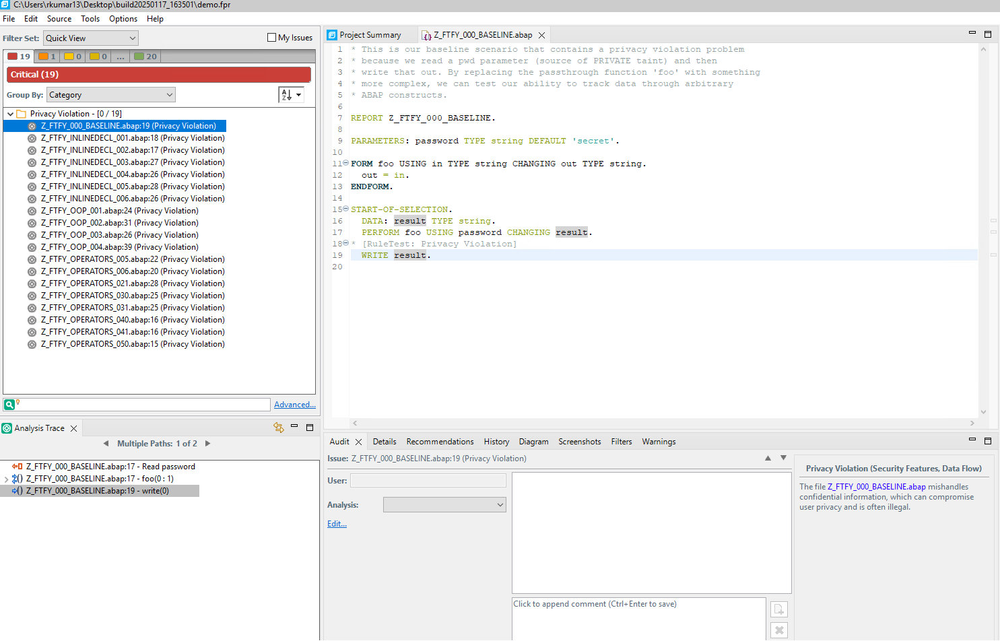 C:\Users\rkumar13\Desktop\build20250117_163501\demo.fpr
File Edit Source Tools Options Help
Filter Set: Quick View My Issues
19 1 0 0 ... 20
Critical (19)
Group By: Category
Privacy Violation - [0 / 19]
Z_FTFY_000_BASELINE.abap:19 (Privacy Violation)
Z_FTFY_INLINEDECL_001.abap:18 (Privacy Violation)
Z_FTFY_INLINEDECL_002.abap:17 (Privacy Violation)
Z_FTFY_INLINEDECL_003.abap:27 (Privacy Violation)
Z_FTFY_INLINEDECL_004.abap:26 (Privacy Violation)
Z_FTFY_INLINEDECL_005.abap:28 (Privacy Violation)
Z_FTFY_INLINEDECL_006.abap:26 (Privacy Violation)
Z_FTFY_OOP_001.abap:24 (Privacy Violation)
Z_FTFY_OOP_002.abap:31 (Privacy Violation)
Z_FTFY_OOP_003.abap:26 (Privacy Violation)
Z_FTFY_OOP_004.abap:39 (Privacy Violation)
Z_FTFY_OPERATORS_005.abap:22 (Privacy Violation)
Z_FTFY_OPERATORS_006.abap:20 (Privacy Violation)
Z_FTFY_OPERATORS_021.abap:28 (Privacy Violation)
Z_FTFY_OPERATORS_030.abap:25 (Privacy Violation)
Z_FTFY_OPERATORS_031.abap:25 (Privacy Violation)
Z_FTFY_OPERATORS_040.abap:16 (Privacy Violation)
Z_FTFY_OPERATORS_041.abap:16 (Privacy Violation)
Z_FTFY_OPERATORS_050.abap:15 (Privacy Violation)
Advanced...
Analysis Trace
Multiple Paths: 1 of 2
Z_FTFY_000_BASELINE.abap:17 - Read password
Z_FTFY_000_BASELINE.abap:17 - foo(0 : 1)
Z_FTFY_000_BASELINE.abap:19 - write(0)
Project Summary Z_FTFY_000_BASELINE.abap
1 * This is our baseline scenario that contains a privacy violation problem
2 * because we read a pwd parameter (source of PRIVATE taint) and then
3 * write that out. By replacing the passthrough function 'foo' with something
4 * more complex, we can test our ability to track data through arbitrary
5 * ABAP constructs.
6
7 REPORT Z_FTFY_000_BASELINE.
8
9 PARAMETERS: password TYPE string DEFAULT 'secret'.
10
11 FORM foo USING in TYPE string CHANGING out TYPE string.
12 out = in.
13 ENDFORM.
14
15 START-OF-SELECTION.
16 DATA: result TYPE string.
17 PERFORM foo USING password CHANGING result.
18 * [RuleTest: Privacy Violation]
19 WRITE result.
20
Audit Details Recommendations History Diagram Screenshots Filters Warnings
Issue: Z_FTFY_000_BASELINE.abap:19 (Privacy Violation)
User:
Analysis:
Edit...
Click to append comment (Ctrl+Enter to save)
Privacy Violation (Security Features, Data Flow)
The file Z_FTFY_000_BASELINE.abap mishandles
confidential information, which can compromise
user privacy and is often illegal.